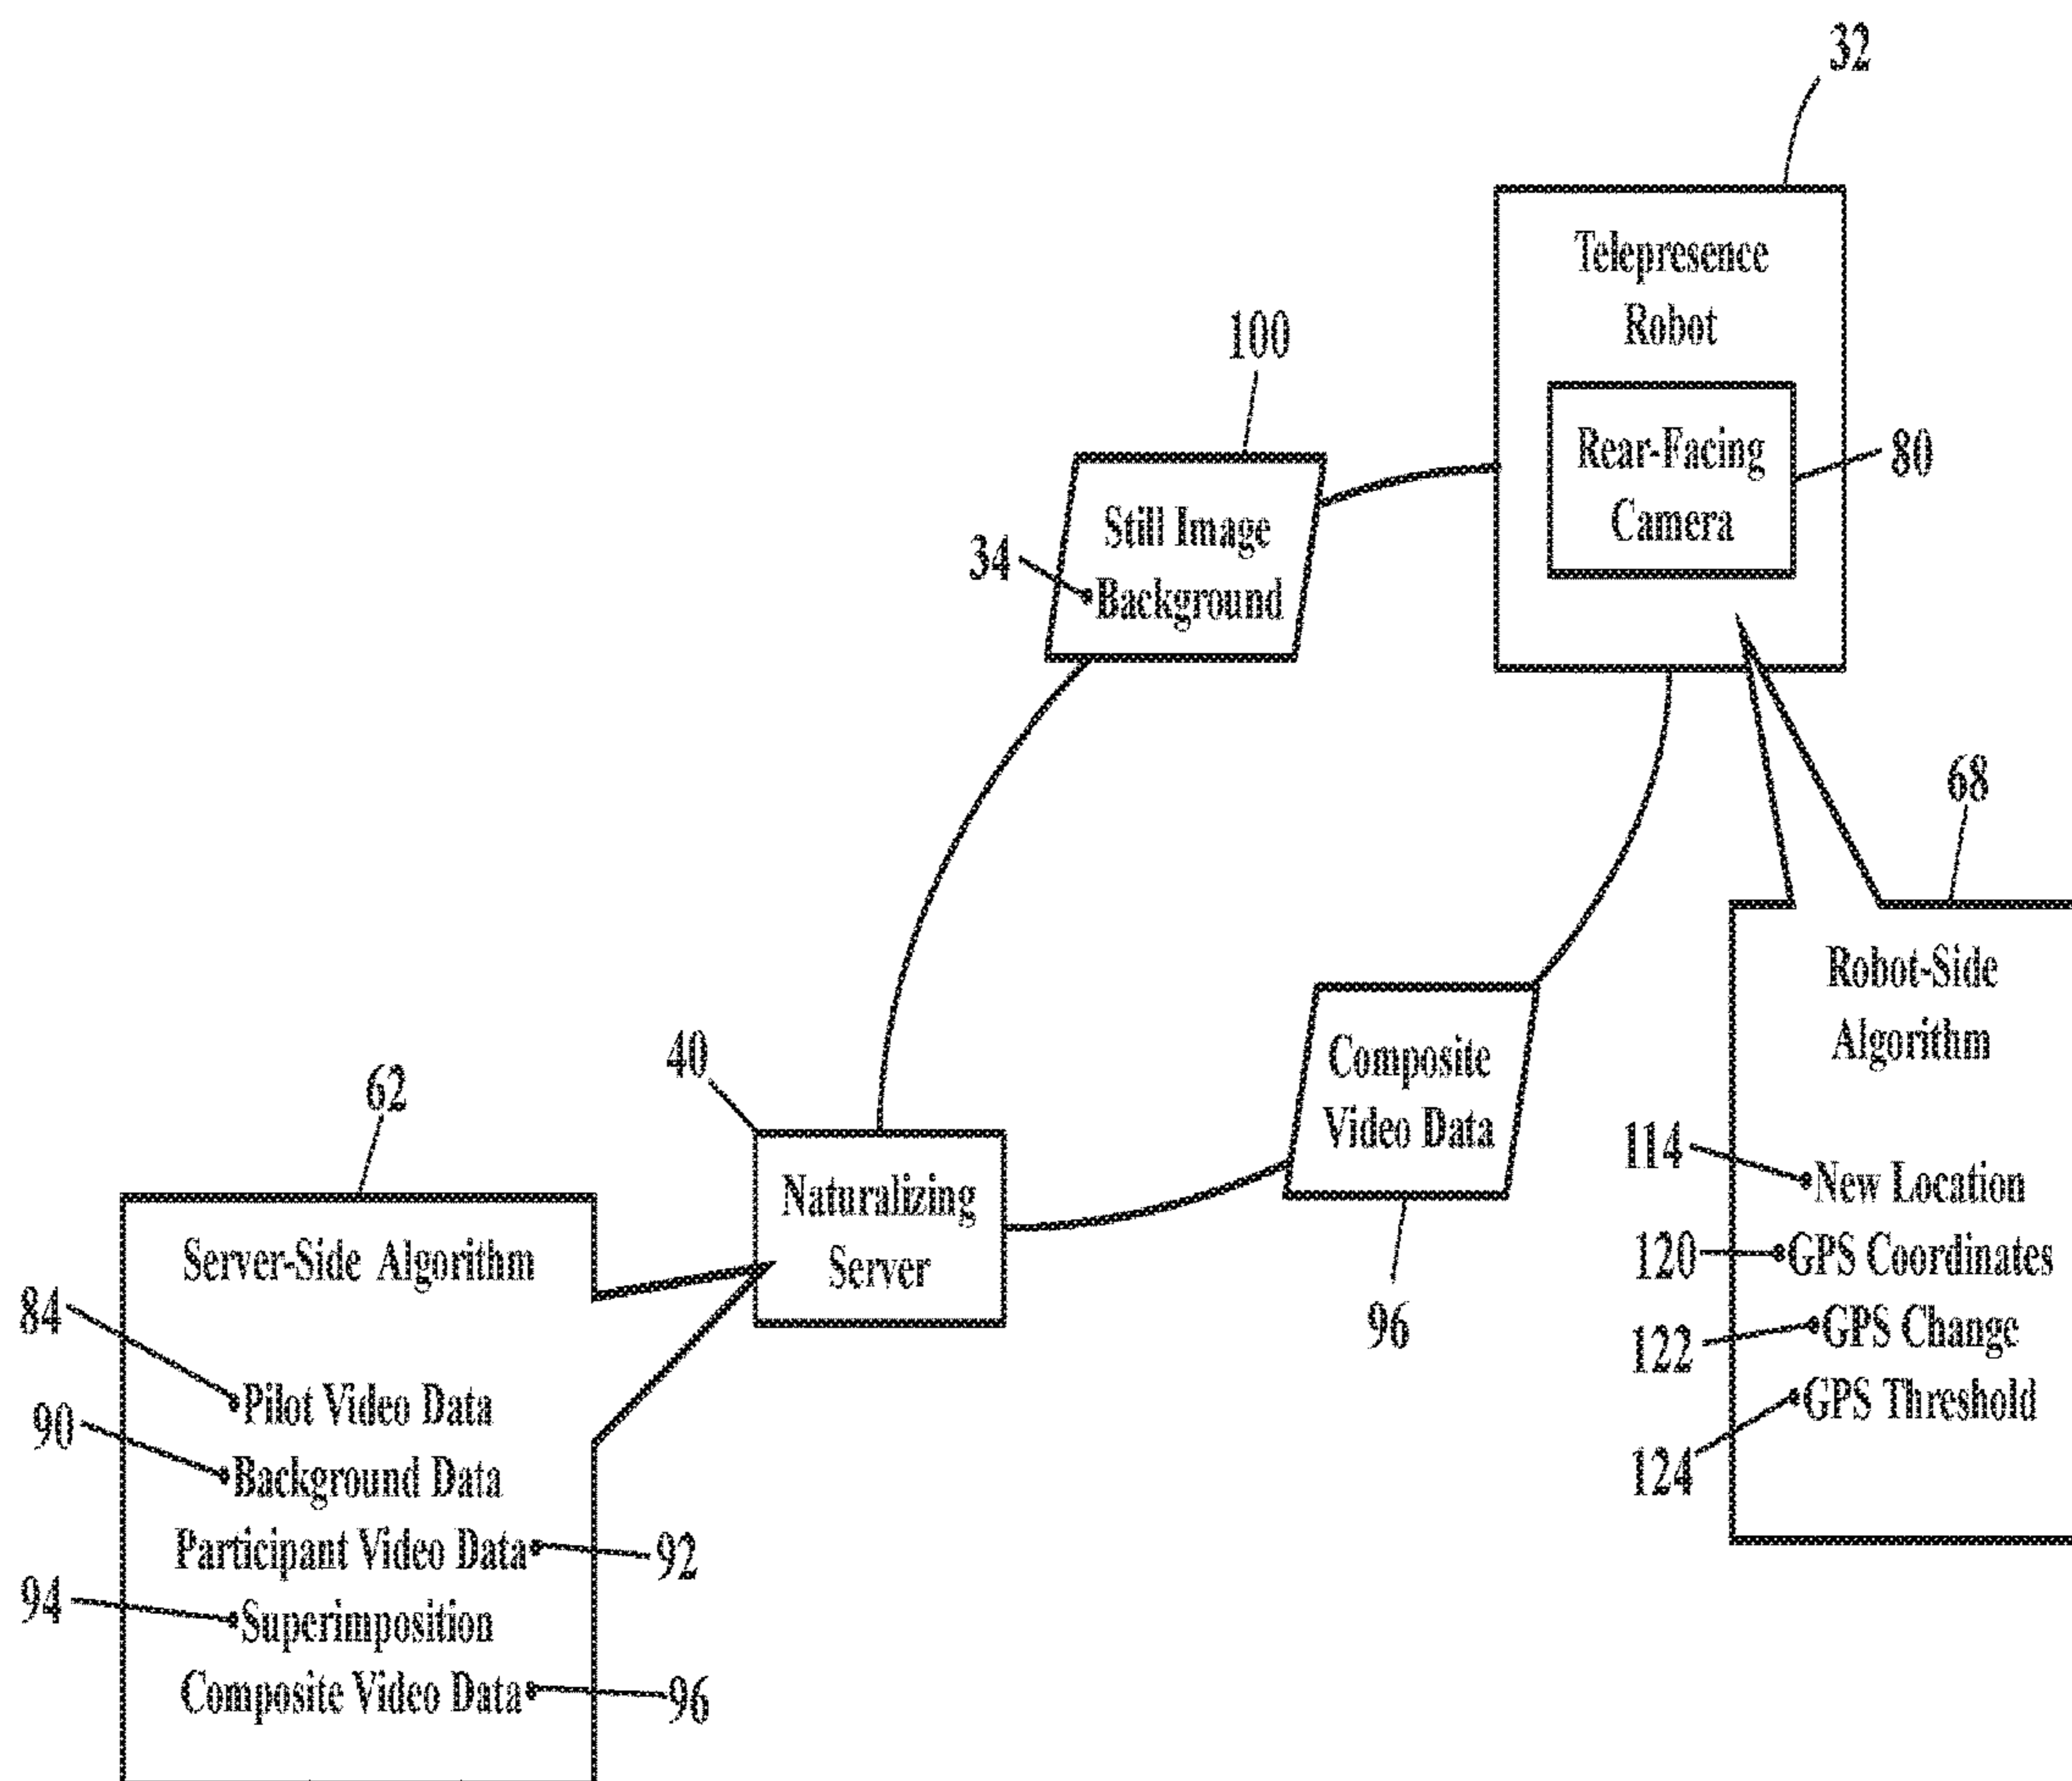 32
Telepresence
Robot
100
Rear-Facing
Camera
80
Still Image
34
Background
68
Robot-Side
Algorithm
40
Composite
Video Data
62
114
New Location
Naturalizing
Server
Server-Side Algorithm
120
GPS Coordinates
84
96
122
GPS Change
Pilot Video Data
GPS Threshold
90
124
Background Data
Participant Video Data
92
94
Superimposition
Composite Video Data
96